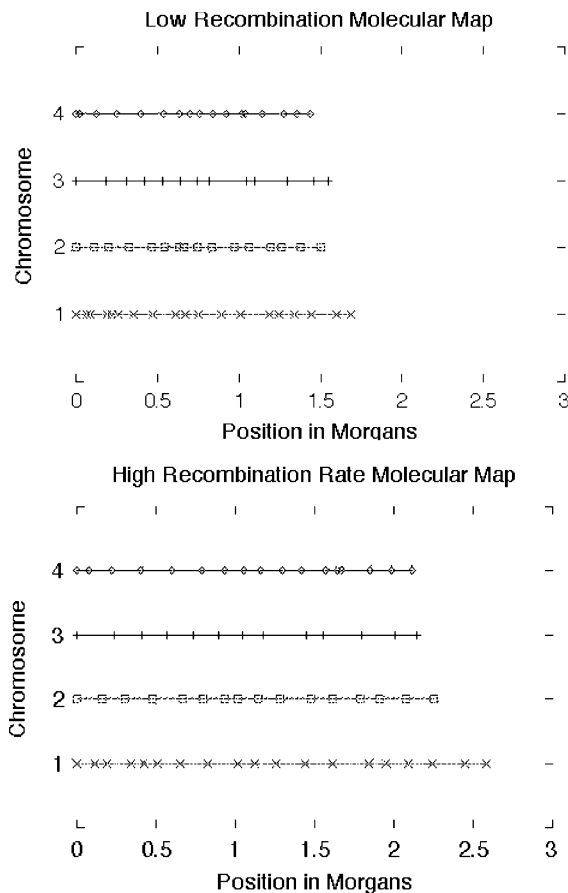 Low Recombination Molecular Map
Chromosome
4
3
2
1
0 0.5 1 1.5 2 2.5 3
Position in Morgans
High Recombination Rate Molecular Map
Chromosome
4
3
2
1
0 0.5 1 1.5 2 2.5 3
Position in Morgans